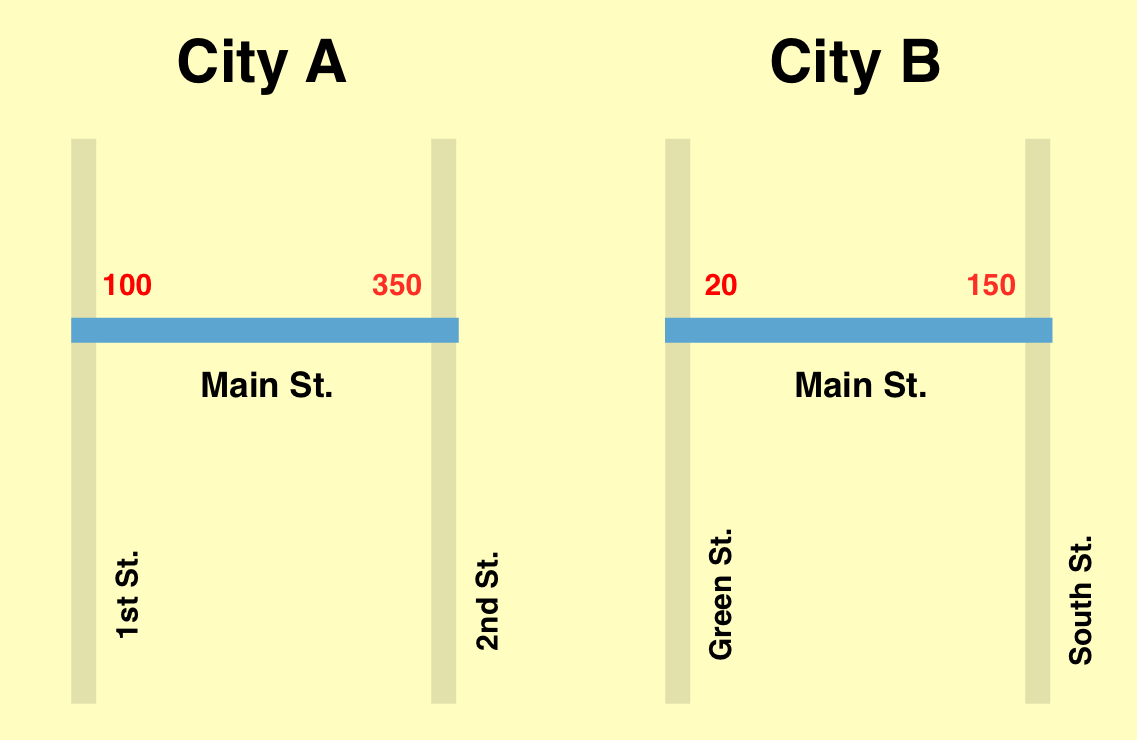 City A
100
350
Main St.
1st St.
2nd St.
City B
20
150
Main St.
Green St.
South St.